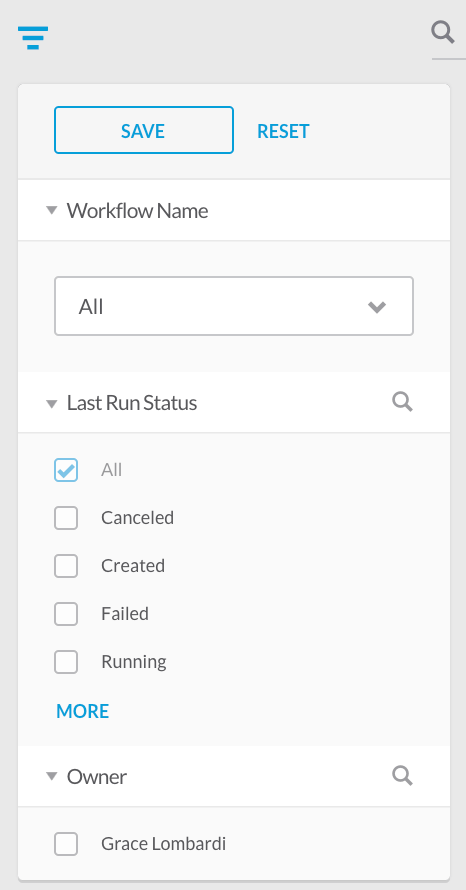 SAVE RESET
Workflow Name
All
Last Run Status
All
Canceled
Created
Failed
Running
MORE
Owner
Grace Lombardi